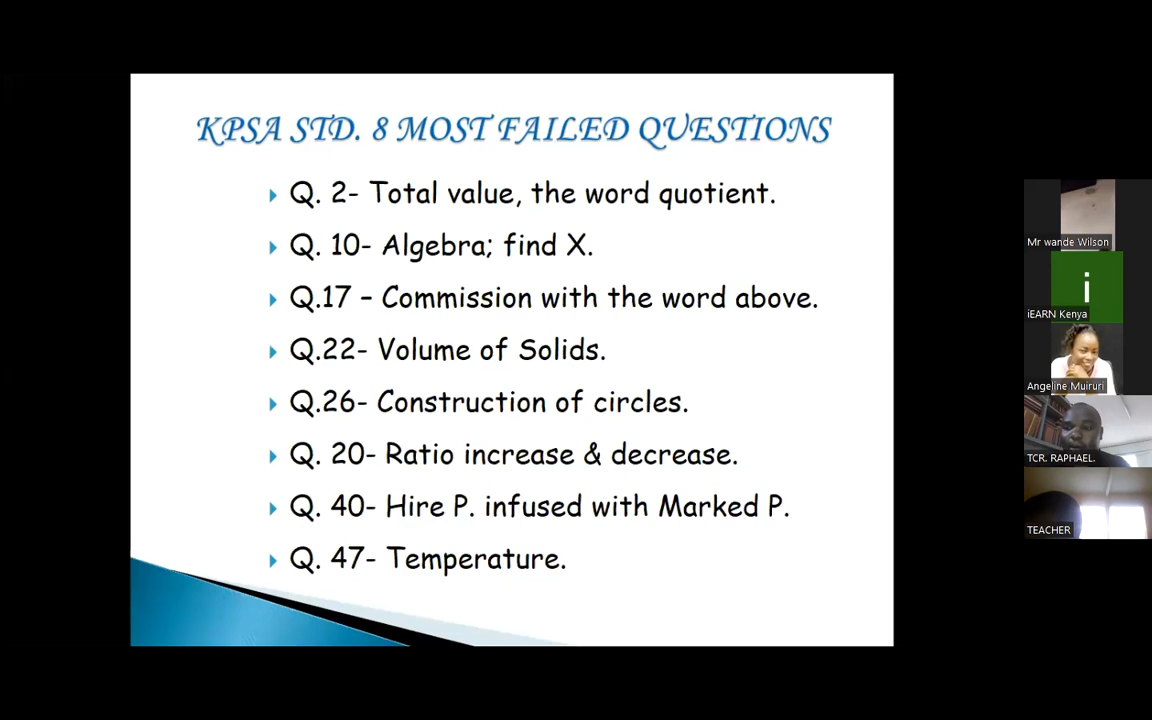 KPSA STD. 8 MOST FAILED QUESTIONS
Q. 2- Total value, the word quotient.
Q. 10- Algebra; find X.
Q.17 – Commission with the word above.
Q.22- Volume of Solids.
Q.26- Construction of circles.
Q. 20- Ratio increase & decrease.
Q. 40- Hire P. infused with Marked P.
Q. 47- Temperature.
Mr wande Wilson
i
iEARN Kenya
Angeline Muiruri
TCR. RAPHAEL.
TEACHER